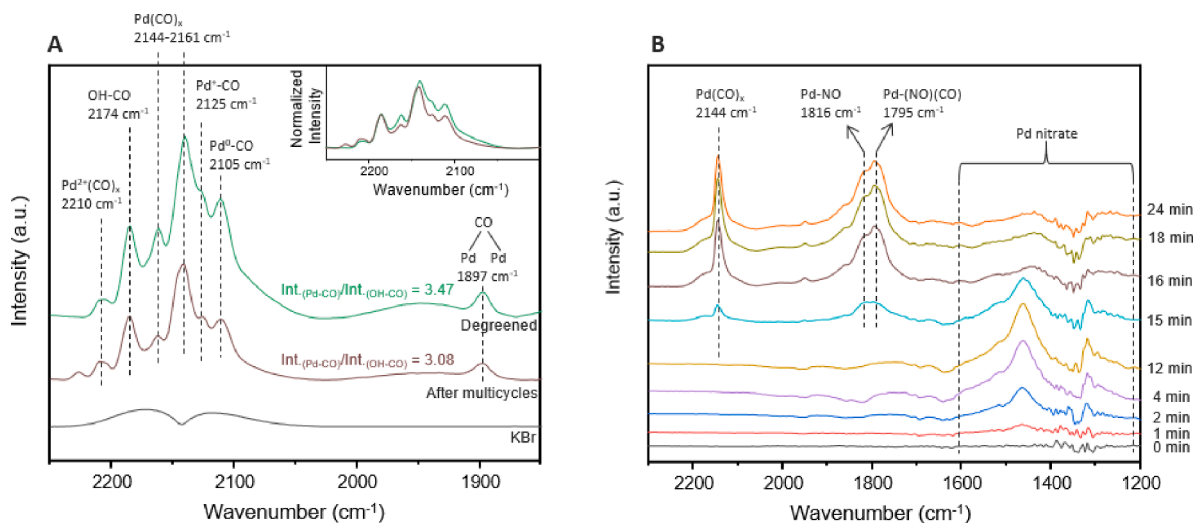 A
Pd(CO)ₓ
2144-2161 cm⁻¹
OH-CO
2174 cm⁻¹
Pd⁺-CO
2125 cm⁻¹
Pd⁰-CO
2105 cm⁻¹
Pd²⁺(CO)ₓ
2210 cm⁻¹
Normalized
Intensity
2200
2100
Wavenumber (cm⁻¹)
CO
Pd Pd
1897 cm⁻¹
Int.(Pd-CO)/Int.(OH-CO) = 3.47
Degreened
Int.(Pd-CO)/Int.(OH-CO) = 3.08
After multicycles
KBr
Intensity (a.u.)
2200
2100
2000
1900
Wavenumber (cm⁻¹)
B
Pd(CO)ₓ
2144 cm⁻¹
Pd-NO
1816 cm⁻¹
Pd-(NO)(CO)
1795 cm⁻¹
Pd nitrate
24 min
18 min
16 min
15 min
12 min
4 min
2 min
1 min
0 min
Intensity (a.u.)
2200
2000
1800
1600
1400
1200
Wavenumber (cm⁻¹)